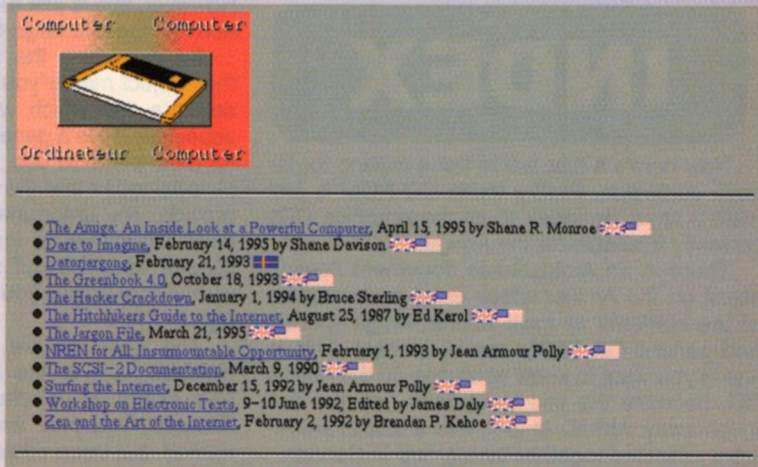 Computer Computer
Ordinateur Computer
INDEX
The Amiga: An Inside Look at a Powerful Computer, April 15, 1995 by Shane R. Monroe
Dare to Imagine, February 14, 1995 by Shane Davison
Datorjargong, February 21, 1993
The Greenbook 4.0, October 18, 1993
The Hacker Crackdown, January 1, 1994 by Bruce Sterling
The Hitchhikers Guide to the Internet, August 25, 1987 by Ed Kerol
The Jargon File, March 21, 1995
NREN for All: Insurmountable Opportunity, February 1, 1993 by Jean Armour Polly
The SCSI-2 Documentation, March 9, 1990
Surfing the Internet, December 15, 1992 by Jean Armour Polly
Workshop on Electronic Texts, 9-10 June 1992, Edited by James Daly
Zen and the Art of the Internet, February 2, 1992 by Brendan P. Kehoe